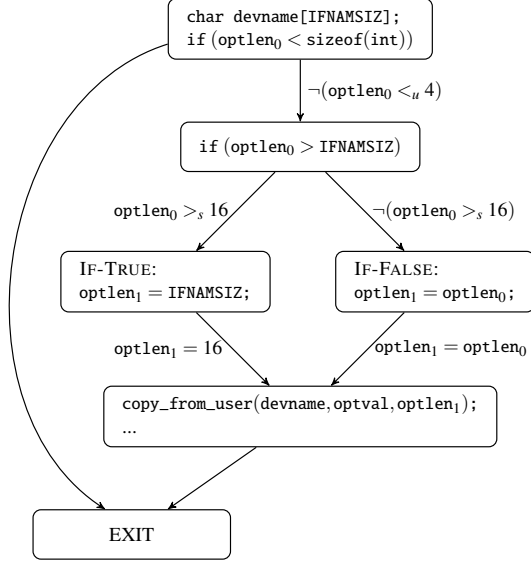 char devname[IFNAMSIZ];
if (optlen₀ < sizeof(int))
¬(optlen₀ <ᵤ 4)
if (optlen₀ > IFNAMSIZ)
optlen₀ >ₛ 16
¬(optlen₀ >ₛ 16)
IF-TRUE:
optlen₁ = IFNAMSIZ;
IF-FALSE:
optlen₁ = optlen₀;
optlen₁ = 16
optlen₁ = optlen₀
copy_from_user(devname,optval,optlen₁);
...
EXIT